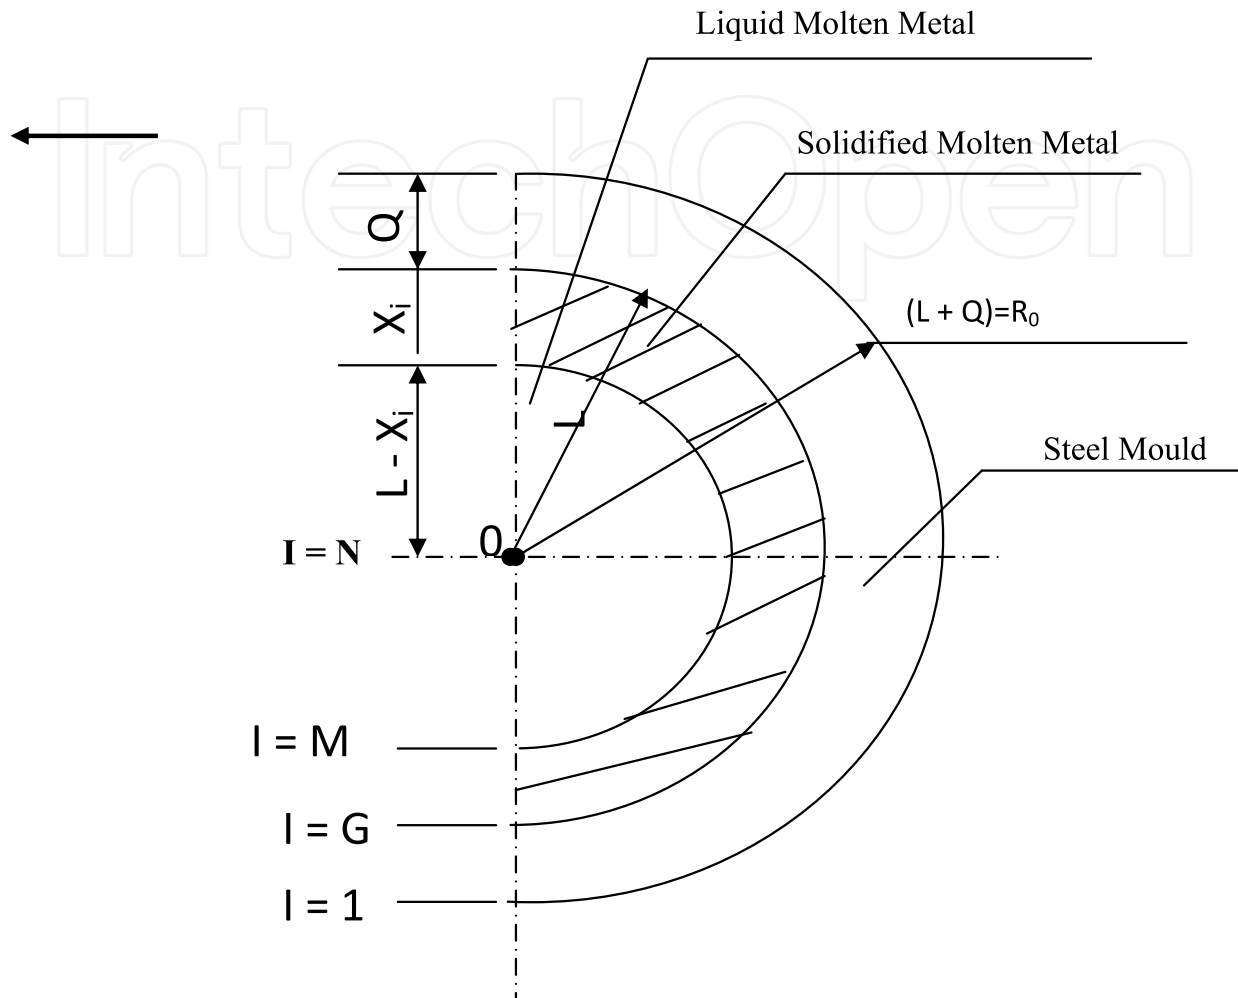 Liquid Molten Metal
IntechOpen
Solidified Molten Metal
Q
Xi
(L + Q)=R0
L - Xi
L
Steel Mould
0
I = N
I = M
I = G
I = 1